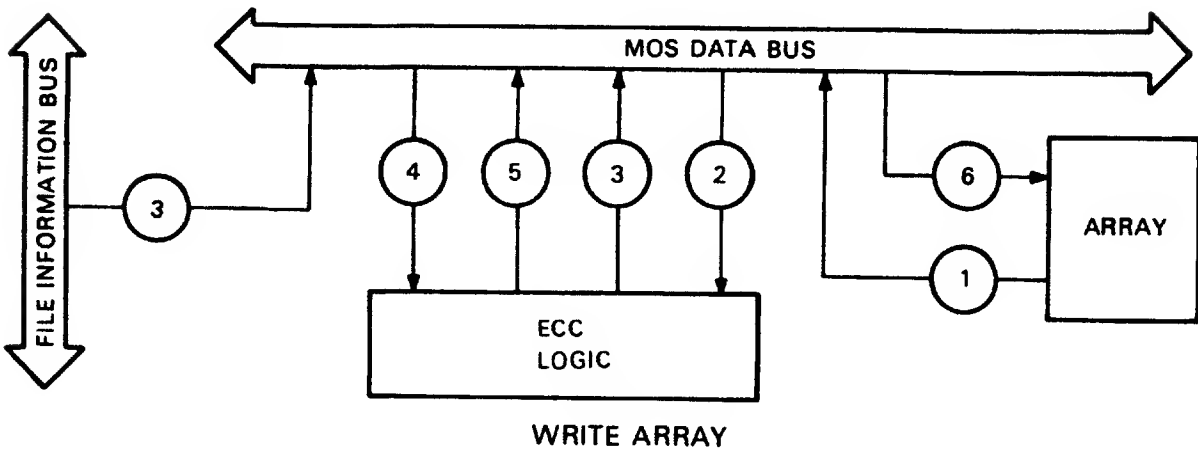 MOS DATA BUS
FILE INFORMATION BUS
4
5
3
2
6
3
1
ARRAY
ECC
LOGIC
WRITE ARRAY